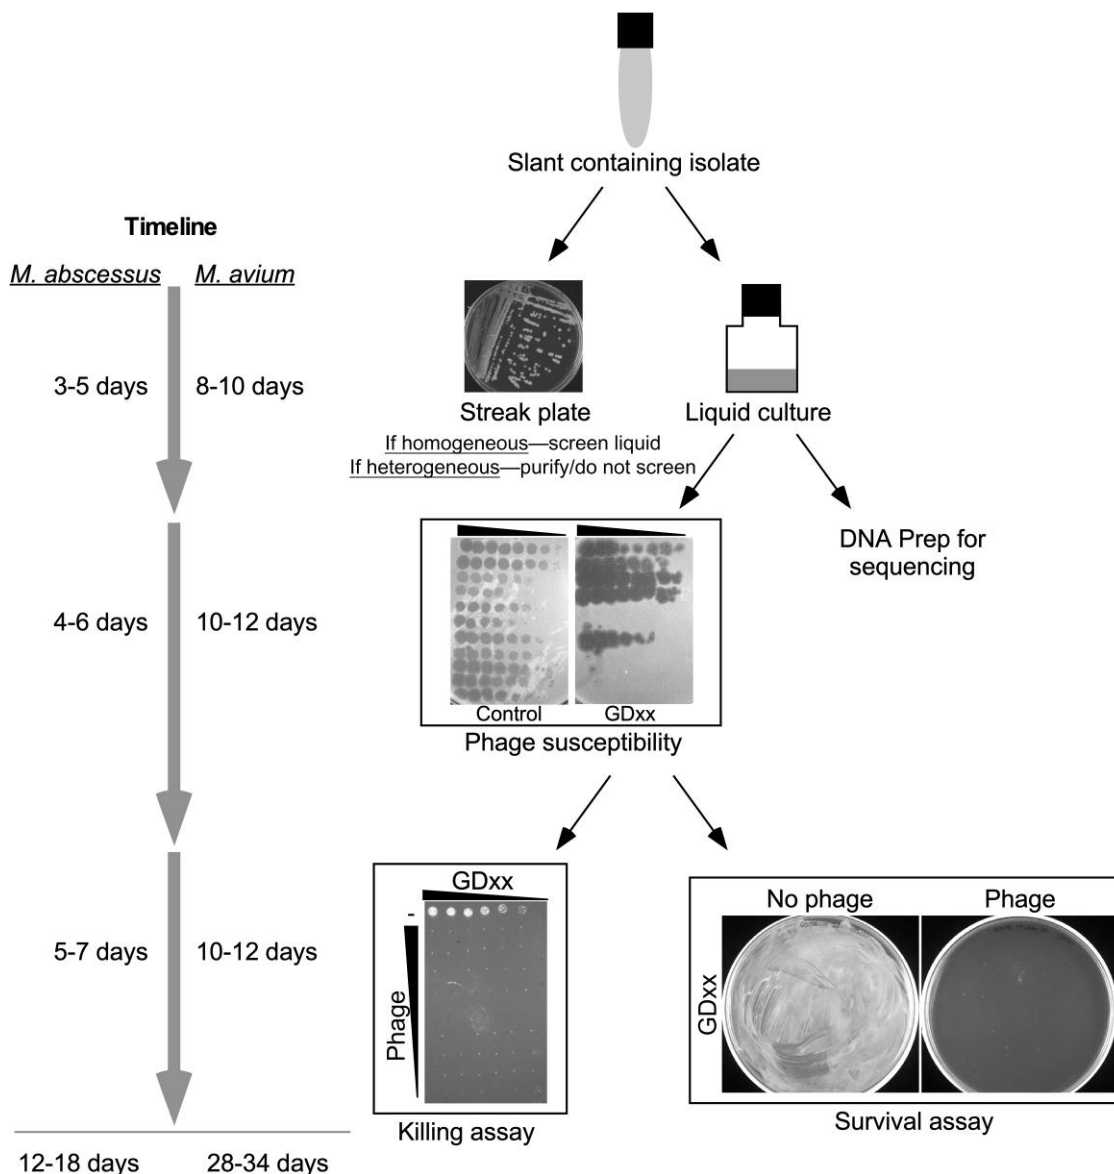 Slant containing isolate
Timeline
M. abscessus M. avium
3-5 days 8-10 days
Streak plate
If homogeneous—screen liquid
If heterogeneous—purify/do not screen
Liquid culture
4-6 days 10-12 days
Control GDxx
Phage susceptibility
DNA Prep for
sequencing
5-7 days 10-12 days
GDxx
-
Phage
Killing assay
No phage Phage
GDxx
Survival assay
12-18 days 28-34 days